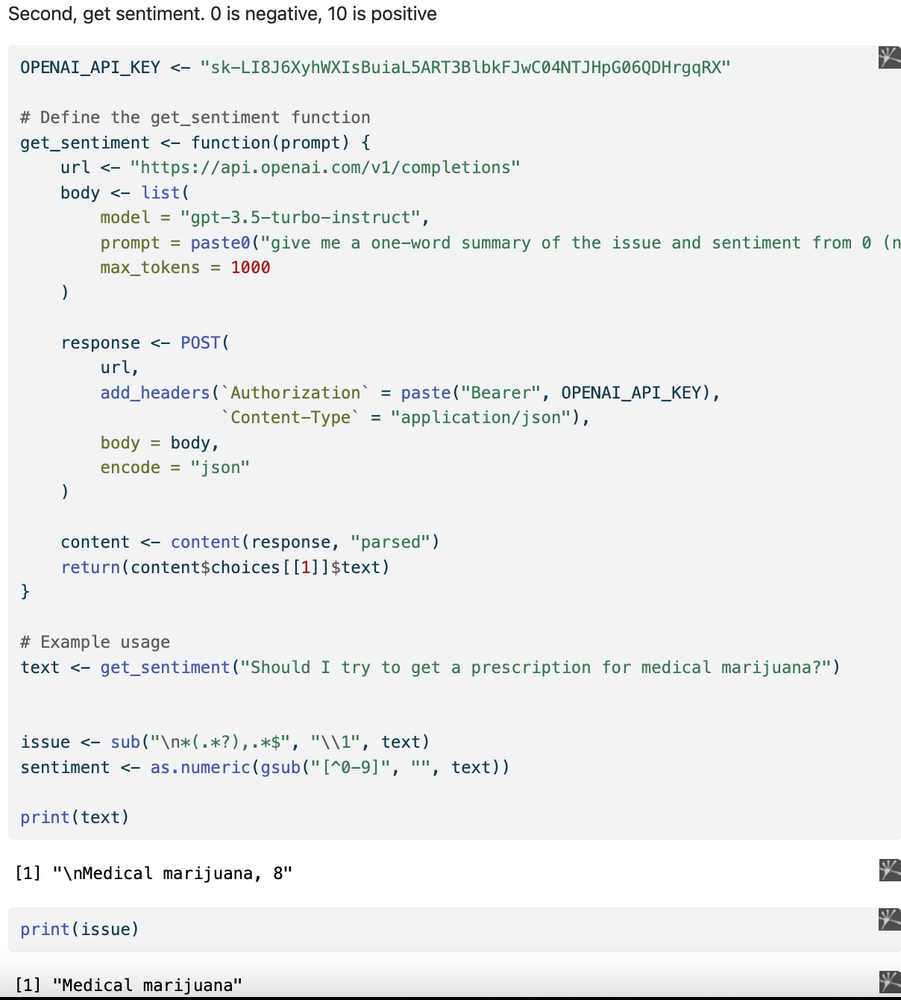 Second, get sentiment. 0 is negative, 10 is positive
OPENAI_API_KEY <- "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"
# Define the get_sentiment function
get_sentiment <- function(prompt) {
    url <- "https://api.openai.com/v1/completions"
    body <- list(
        model = "gpt-3.5-turbo-instruct",
        prompt = paste0("give me a one-word summary of the issue and sentiment from 0 (n
        max_tokens = 1000
    )
    response <- POST(
        url,
        add_headers(`Authorization` = paste("Bearer", OPENAI_API_KEY),
                    `Content-Type` = "application/json"),
        body = body,
        encode = "json"
    )
    content <- content(response, "parsed")
    return(content$choices[[1]]$text)
}
# Example usage
text <- get_sentiment("Should I try to get a prescription for medical marijuana?")
issue <- sub("\n*(.*?),.*$", "\\1", text)
sentiment <- as.numeric(gsub("[^0-9]", "", text))
print(text)
[1] "\nMedical marijuana, 8"
print(issue)
[1] "Medical marijuana"